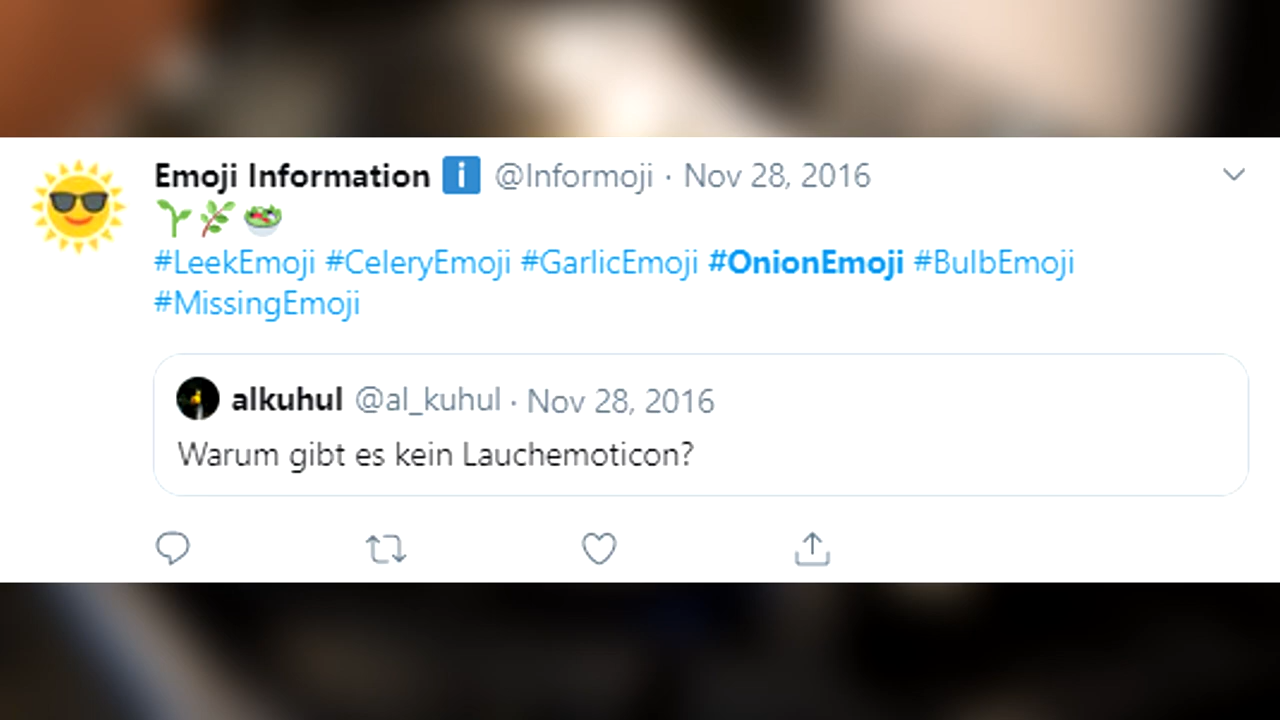 Emoji Information ℹ️ @Informoji · Nov 28, 2016
🌱🌿🥗
#LeekEmoji #CeleryEmoji #GarlicEmoji #OnionEmoji #BulbEmoji
#MissingEmoji
alkuhul @al_kuhul · Nov 28, 2016
Warum gibt es kein Lauchemoticon?